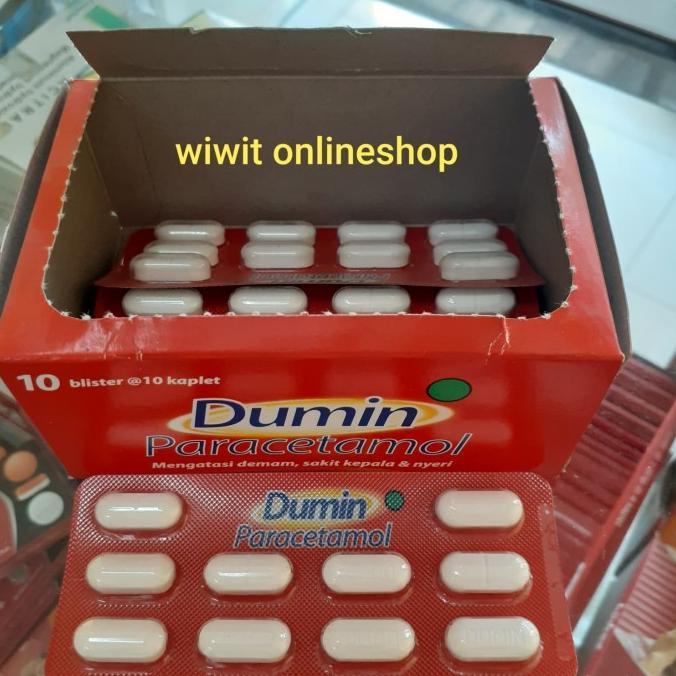 wiwit onlineshop
10 blister @10 kaplet
Dumin
Paracetamol
Mengatasi demam, sakit kepala & nyeri
Dumin
Paracetamol